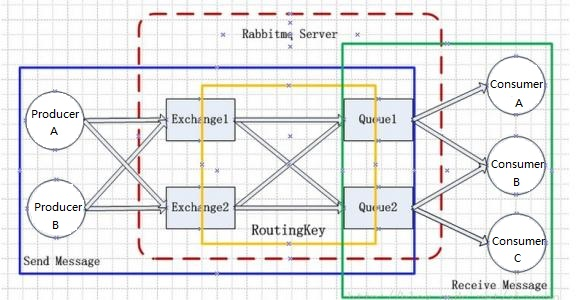 Rabbitmq Server
Producer
A
Exchange1
Queue1
Consumer
A
Consumer
B
Producer
B
Exchange2
Queue2
RoutingKey
Consumer
C
Send Message
Receive Message